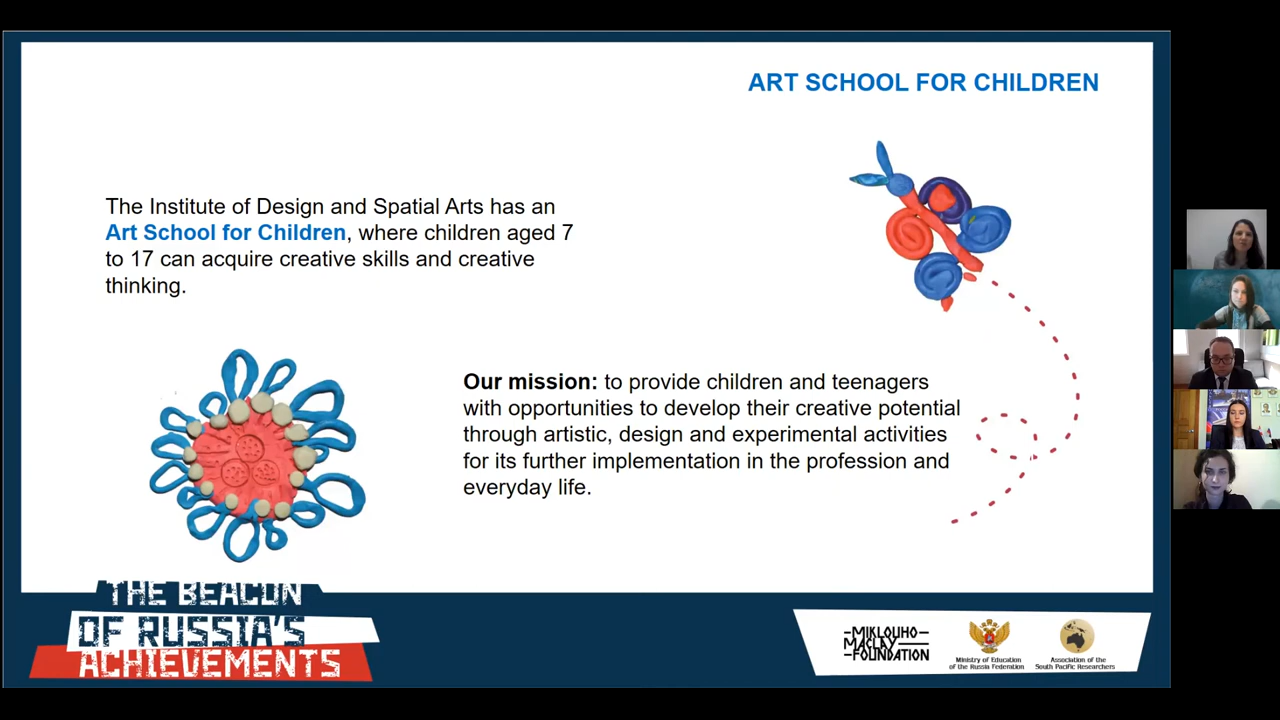 ART SCHOOL FOR CHILDREN
The Institute of Design and Spatial Arts has an
Art School for Children, where children aged 7
to 17 can acquire creative skills and creative
thinking.
Our mission: to provide children and teenagers
with opportunities to develop their creative potential
through artistic, design and experimental activities
for its further implementation in the profession and
everyday life.
THE BEACON
OF RUSSIA'S
ACHIEVEMENTS
MIKLOUHO
MACLAY
FOUNDATION
Ministry of Education
of the Russia Federation
Association of the
South Pacific Researchers